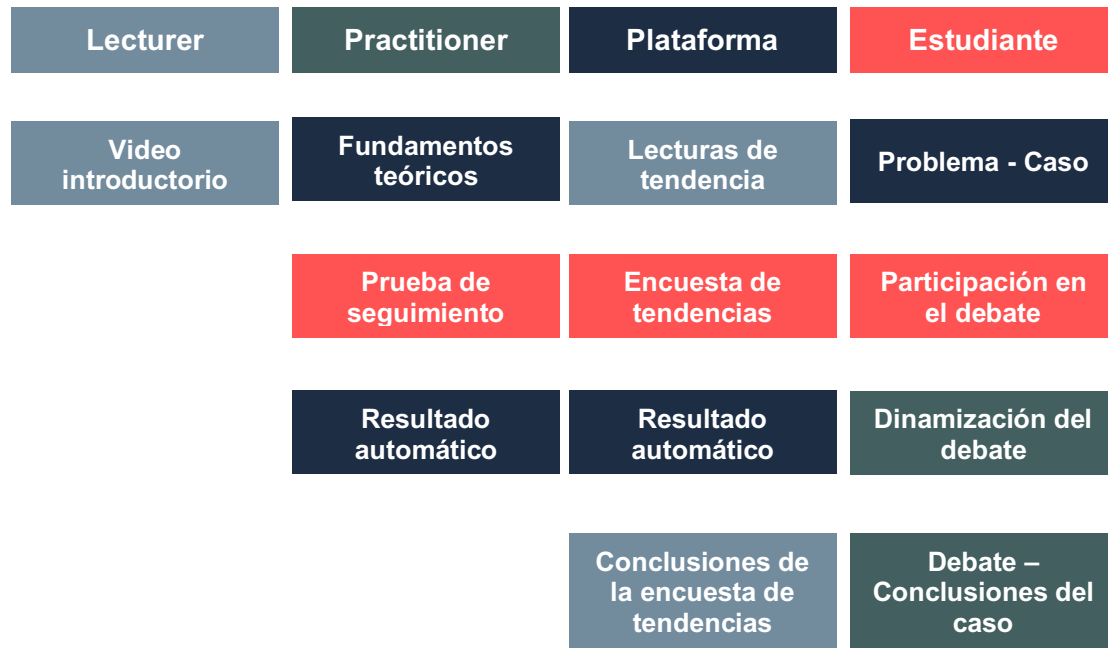 Lecturer
Practitioner
Plataforma
Estudiante
Video
introductorio
Fundamentos
teóricos
Lecturas de
tendencia
Problema - Caso
Prueba de
seguimiento
Encuesta de
tendencias
Participación en
el debate
Resultado
automático
Resultado
automático
Dinamización del
debate
Conclusiones de
la encuesta de
tendencias
Debate –
Conclusiones del
caso